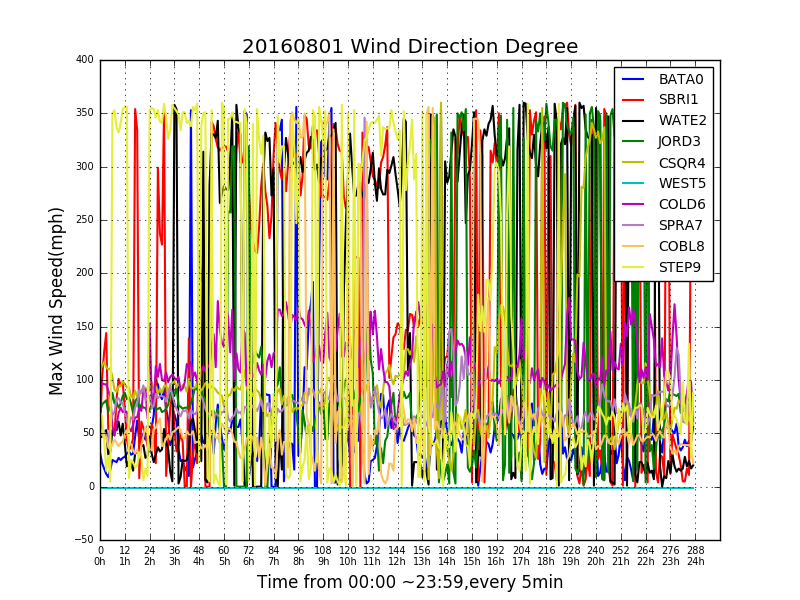 20160801 Wind Direction Degree
400
350
300
250
200
150
100
50
0
−50
Max Wind Speed(mph)
BATA0
SBRI1
WATE2
JORD3
CSQR4
WEST5
COLD6
SPRA7
COBL8
STEP9
0 12 24 36 48 60 72 84 96 108 120 132 144 156 168 180 192 204 216 228 240 252 264 276 288
0h 1h 2h 3h 4h 5h 6h 7h 8h 9h 10h 11h 12h 13h 14h 15h 16h 17h 18h 19h 20h 21h 22h 23h 24h
Time from 00:00 ~23:59,every 5min